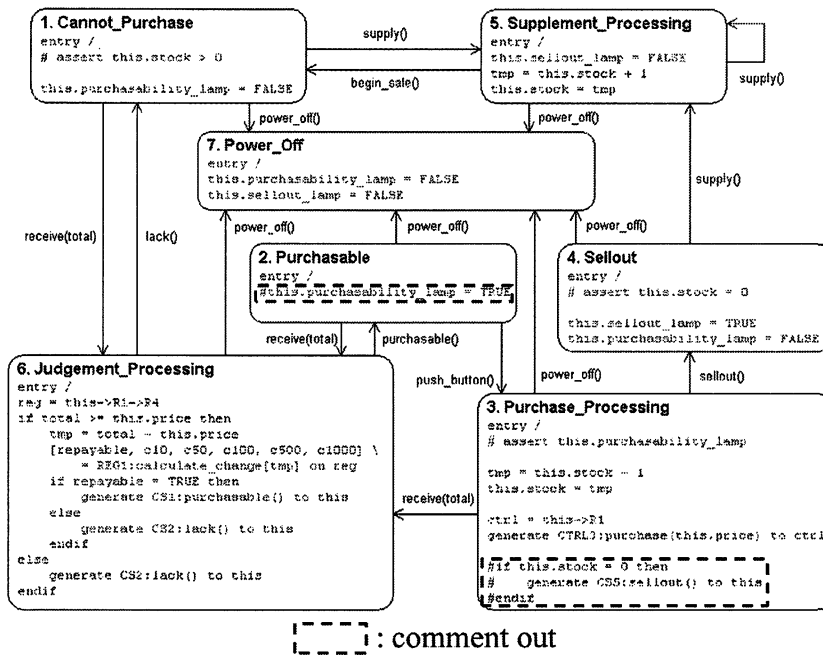 1. Cannot_Purchase
entry /
# assert this.stock > 0
this.purchasability_lamp = FALSE
supply()
begin_sale()
5. Supplement_Processing
entry /
this.sellout_lamp = FALSE
tmp = this.stock + 1
this.stock = tmp
supply()
power_off()
power_off()
7. Power_Off
entry /
this.purchasability_lamp = FALSE
this.sellout_lamp = FALSE
supply()
receive(total)
lack()
power_off()
power_off()
power_off()
2. Purchasable
entry /
#this.purchasability_lamp = TRUE
4. Sellout
entry /
# assert this.stock = 0
this.sellout_lamp = TRUE
this.purchasability_lamp = FALSE
receive(total)
purchasable()
push_button()
power_off()
sellout()
6. Judgement_Processing
entry /
reg = this->R1->R4
if total >= this.price then
tmp = total - this.price
[repayable, c10, c50, c100, c500, c1000] \
= REG1:calculate_change[tmp] on reg
if repayable = TRUE then
generate CS1:purchasable() to this
else
generate CS2:lack() to this
endif
else
generate CS2:lack() to this
endif
receive(total)
3. Purchase_Processing
entry /
# assert this.purchasability_lamp
tmp = this.stock - 1
this.stock = tmp
ctrl = this->R1
generate CTRL3:purchase(this.price) to ctrl
#if this.stock = 0 then
# generate CS5:sellout() to this
#endif
: comment out